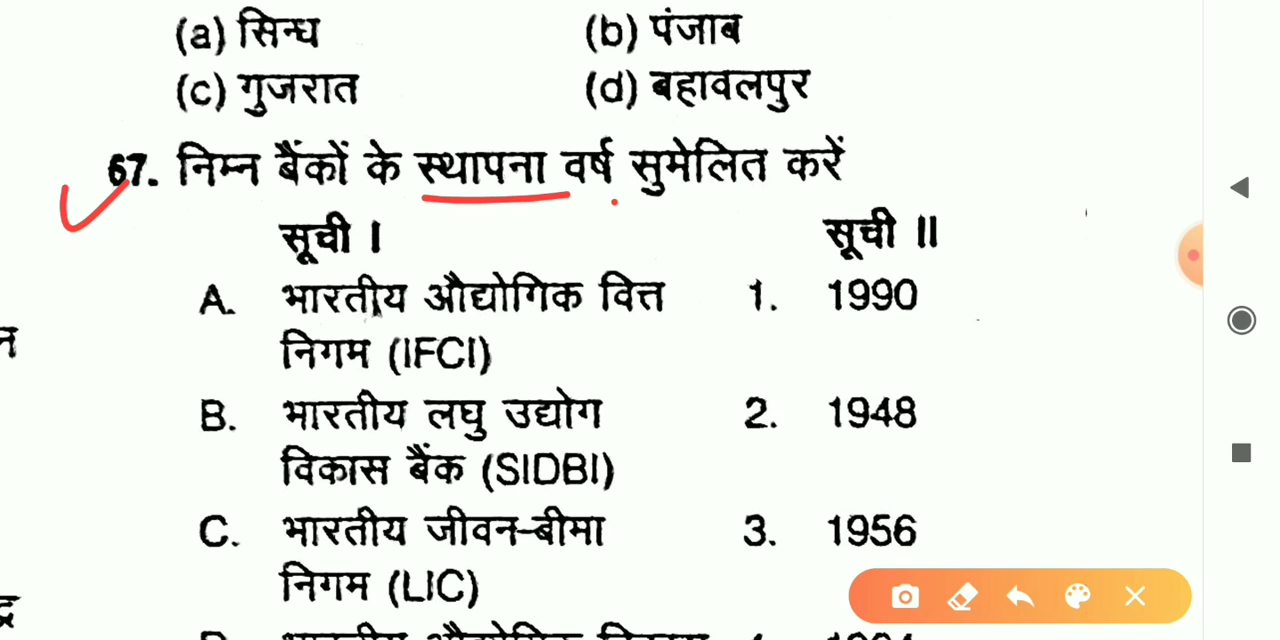 (a) सिन्ध (b) पंजाब
(c) गुजरात (d) बहावलपुर
67. निम्न बैंकों के स्थापना वर्ष सुमेलित करें
सूची I सूची II
A. भारतीय औद्योगिक वित्त 1. 1990
निगम (IFCI)
B. भारतीय लघु उद्योग 2. 1948
विकास बैंक (SIDBI)
C. भारतीय जीवन-बीमा 3. 1956
निगम (LIC)